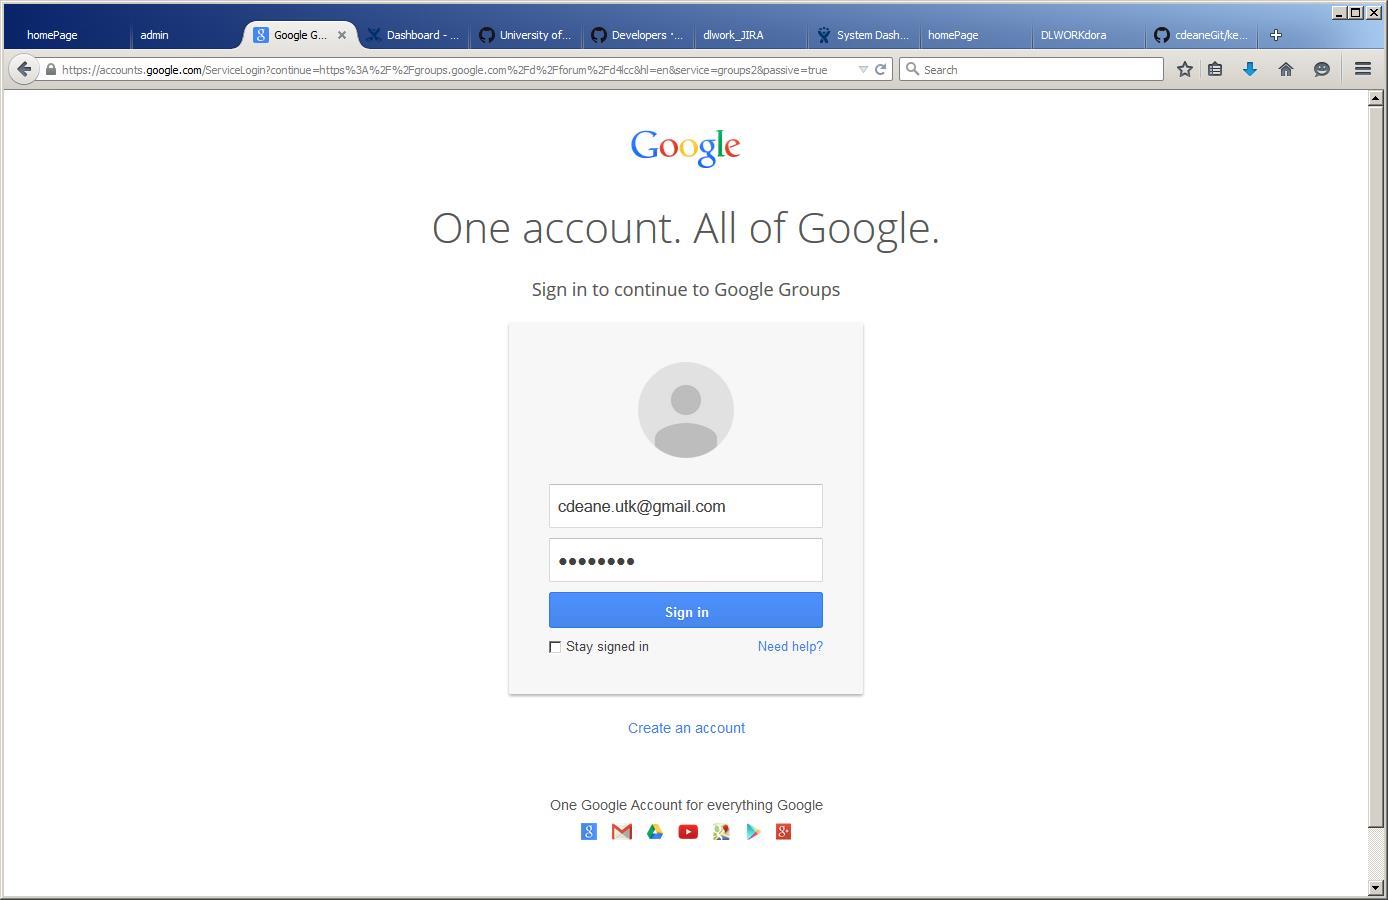 homePage
admin
Google G...
Dashboard - ...
University of...
Developers · ...
dlwork_JIRA
System Dash...
homePage
DLWORKdora
cdeaneGit/ke...
https://accounts.google.com/ServiceLogin?continue=https%3A%2F%2Fgroups.google.com%2Fd%2Fforum%2Fd4lcc&hl=en&service=groups2&passive=true
Search
Google
One account. All of Google.
Sign in to continue to Google Groups
cdeane.utk@gmail.com
••••••••
Sign in
Stay signed in
Need help?
Create an account
One Google Account for everything Google